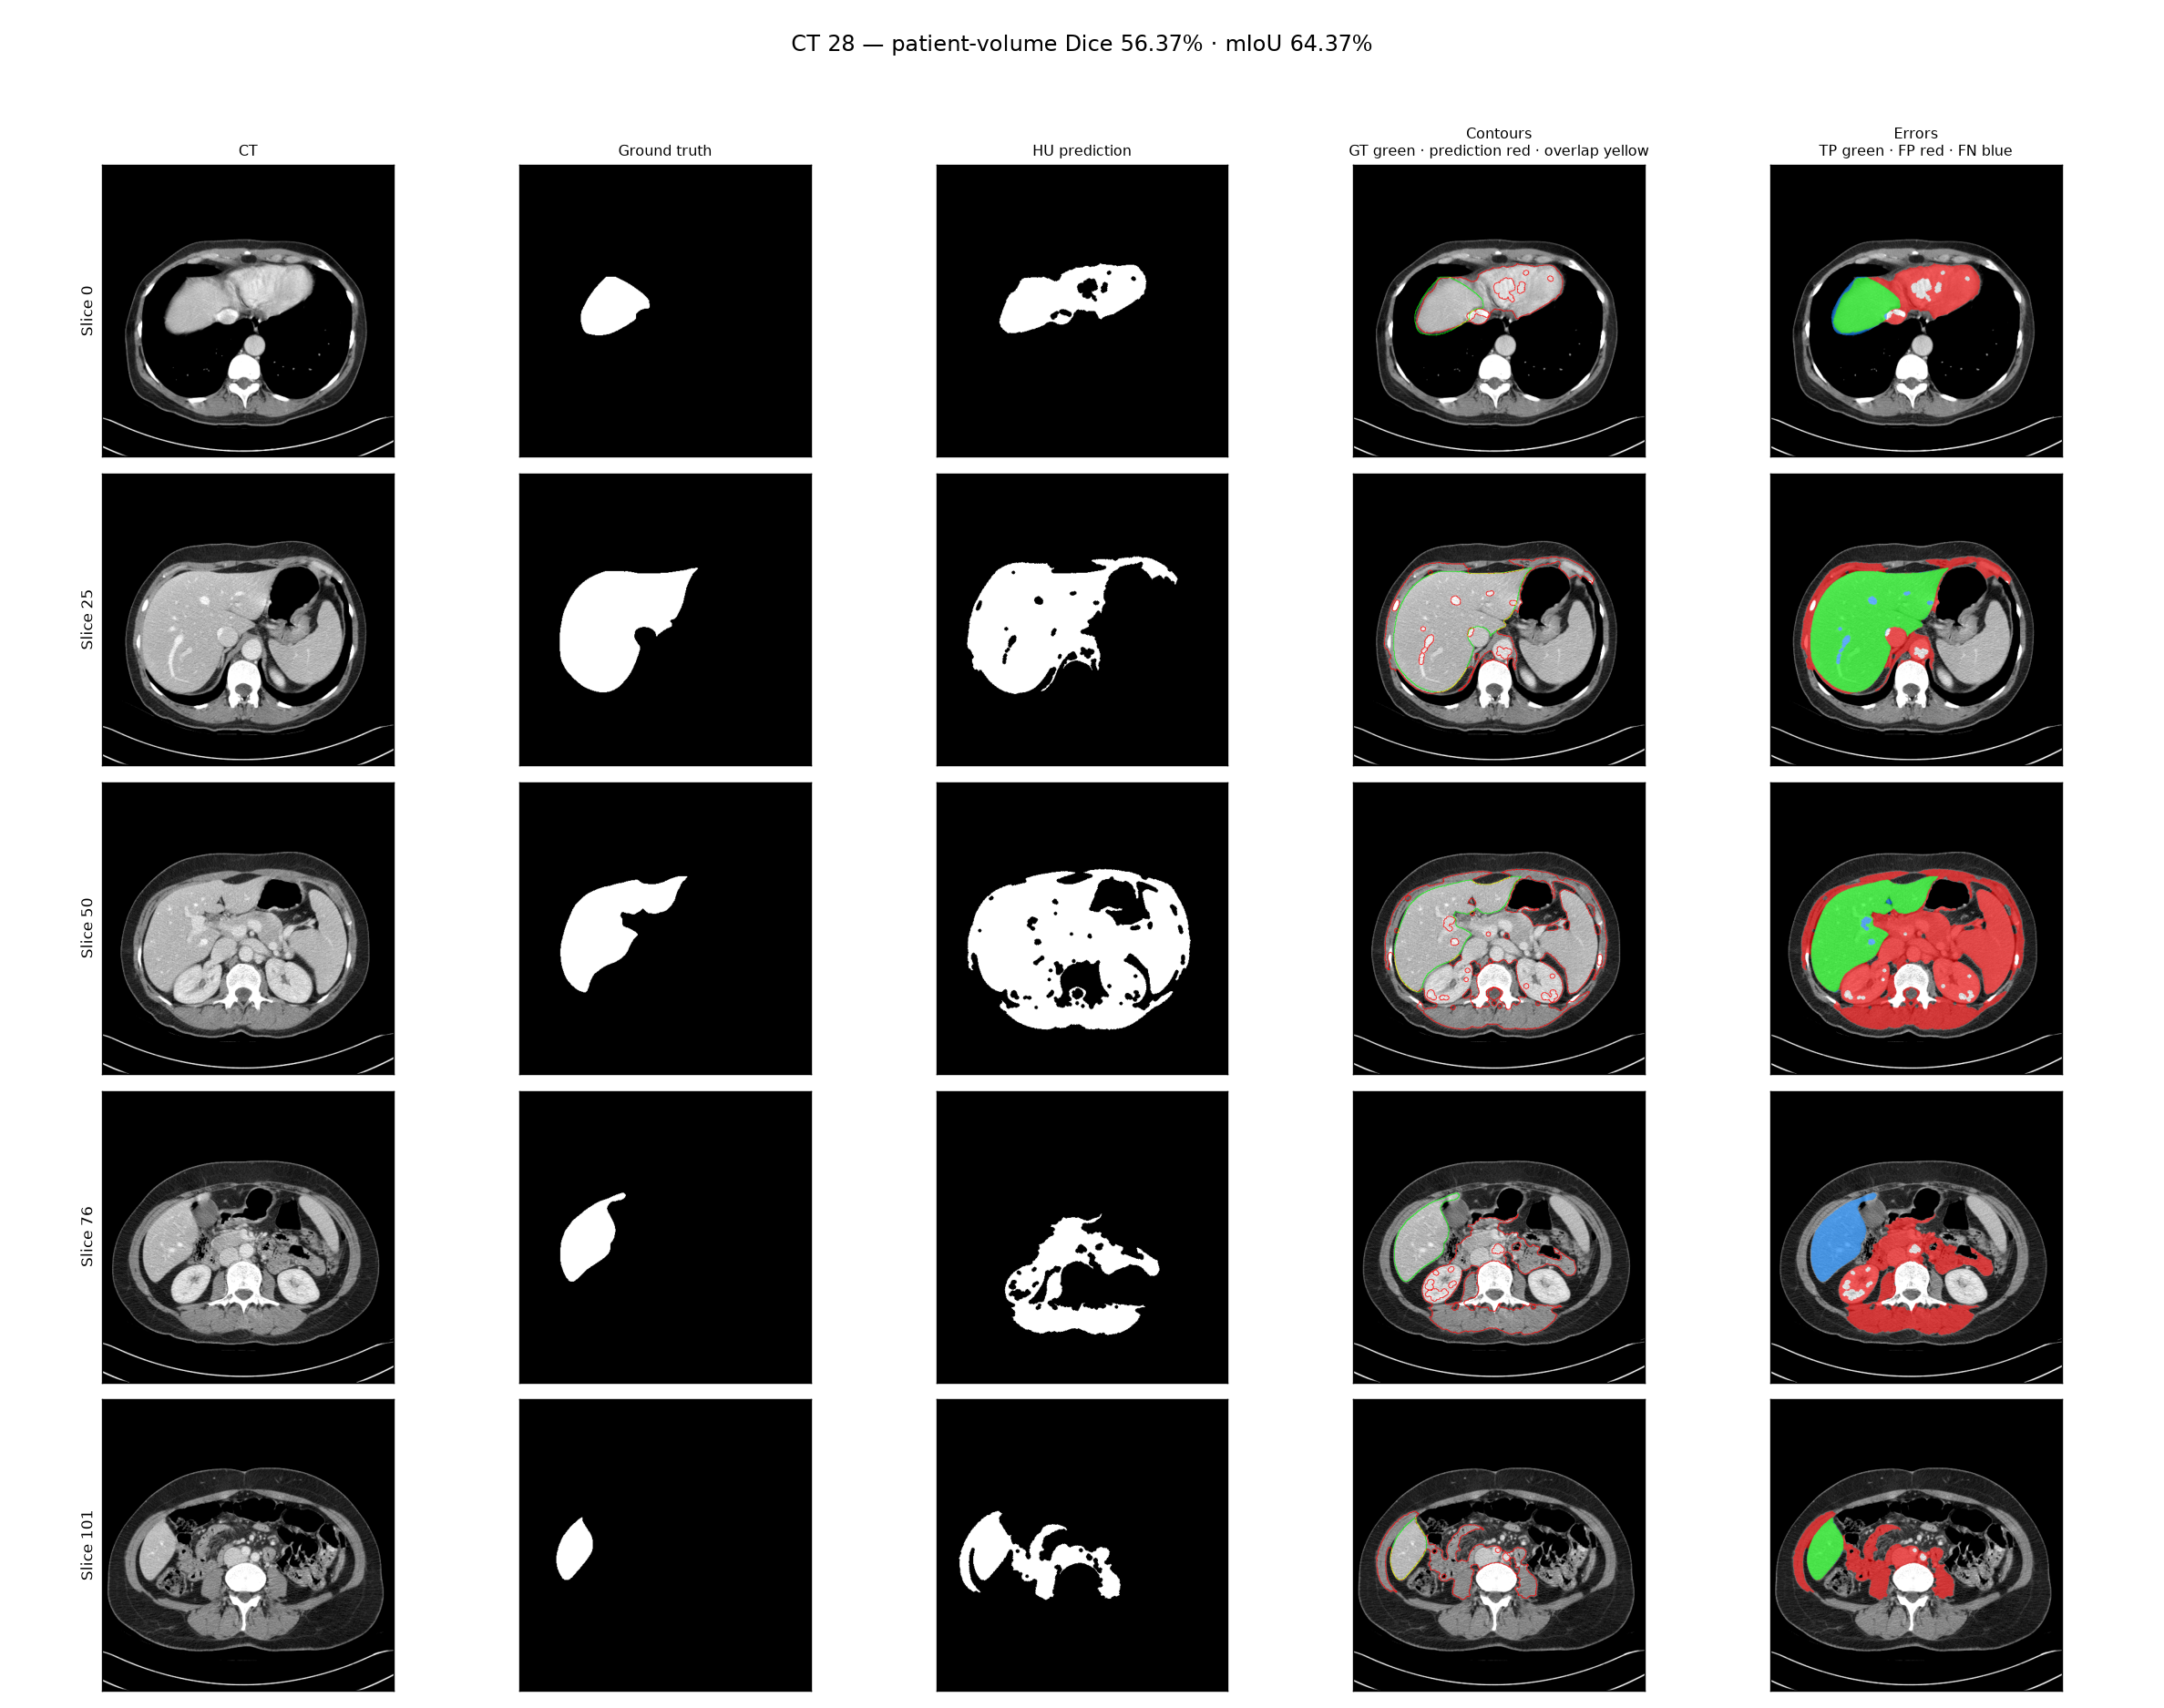 CT 28 — patient-volume Dice 56.37% · mIoU 64.37%
CT
Ground truth
HU prediction
Contours
GT green · prediction red · overlap yellow
Errors
TP green · FP red · FN blue
Slice 0
Slice 25
Slice 50
Slice 76
Slice 101